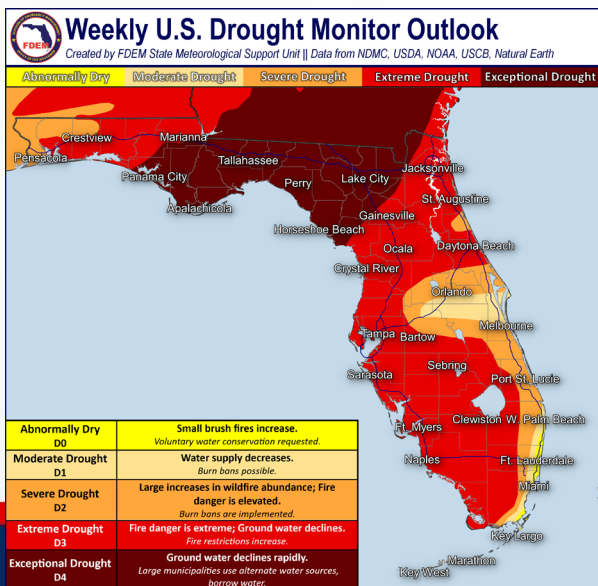 Weekly U.S. Drought Monitor Outlook
FDEM
Created by FDEM State Meteorological Support Unit || Data from NDMC, USDA, NOAA, USCB, Natural Earth
Abnormally Dry Moderate Drought Severe Drought Extreme Drought Exceptional Drought
Crestview
Marianna
Pensacola
Tallahassee
Jacksonville
Panama City
Perry
Lake City
St. Augustine
Apalachicola
Gainesville
Horseshoe Beach
Ocala
Daytona Beach
Crystal River
Orlando
Melbourne
Tampa
Bartow
Sarasota
Sebring
Port St. Lucie
Clewiston
W. Palm Beach
Ft. Myers
Naples
Ft. Lauderdale
Miami
Key Largo
Marathon
Key West
Abnormally Dry
D0
Small brush fires increase.
Voluntary water conservation requested.
Moderate Drought
D1
Water supply decreases.
Burn bans possible.
Severe Drought
D2
Large increases in wildfire abundance; Fire
danger is elevated.
Burn bans are implemented.
Extreme Drought
D3
Fire danger is extreme; Ground water declines.
Fire restrictions increase.
Exceptional Drought
D4
Ground water declines rapidly.
Large municipalities use alternate water sources,
borrow water.